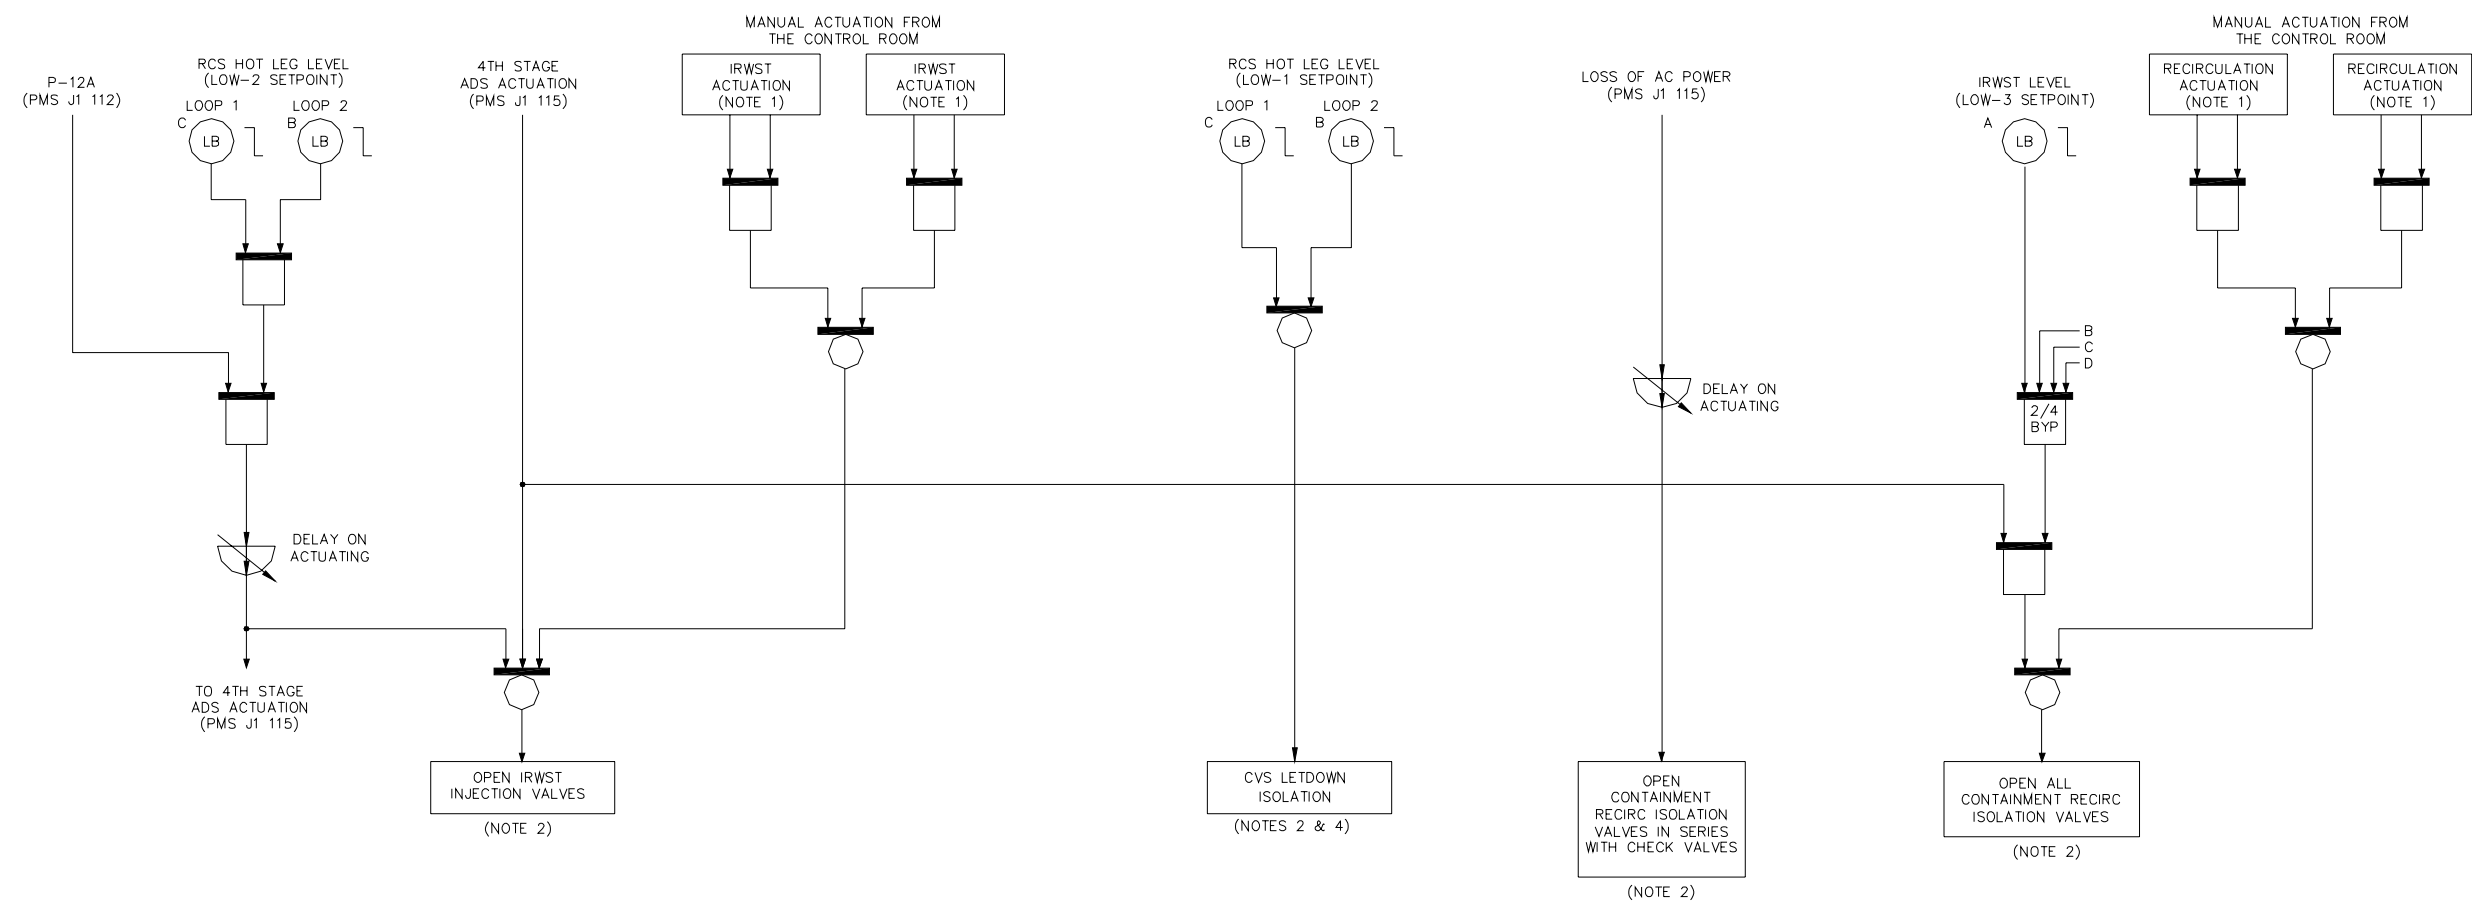 MANUAL ACTUATION FROM
THE CONTROL ROOM
MANUAL ACTUATION FROM
THE CONTROL ROOM
P-12A
(PMS J1 112)
RCS HOT LEG LEVEL
(LOW-2 SETPOINT)
LOOP 1
LOOP 2
C
LB
B
LB
4TH STAGE
ADS ACTUATION
(PMS J1 115)
IRWST
ACTUATION
(NOTE 1)
IRWST
ACTUATION
(NOTE 1)
RCS HOT LEG LEVEL
(LOW-1 SETPOINT)
LOOP 1
LOOP 2
C
LB
B
LB
LOSS OF AC POWER
(PMS J1 115)
IRWST LEVEL
(LOW-3 SETPOINT)
A
LB
RECIRCULATION
ACTUATION
(NOTE 1)
RECIRCULATION
ACTUATION
(NOTE 1)
B
C
D
2/4
BYP
DELAY ON
ACTUATING
DELAY ON
ACTUATING
TO 4TH STAGE
ADS ACTUATION
(PMS J1 115)
OPEN IRWST
INJECTION VALVES
(NOTE 2)
CVS LETDOWN
ISOLATION
(NOTES 2 & 4)
OPEN
CONTAINMENT
RECIRC ISOLATION
VALVES IN SERIES
WITH CHECK VALVES
(NOTE 2)
OPEN ALL
CONTAINMENT RECIRC
ISOLATION VALVES
(NOTE 2)